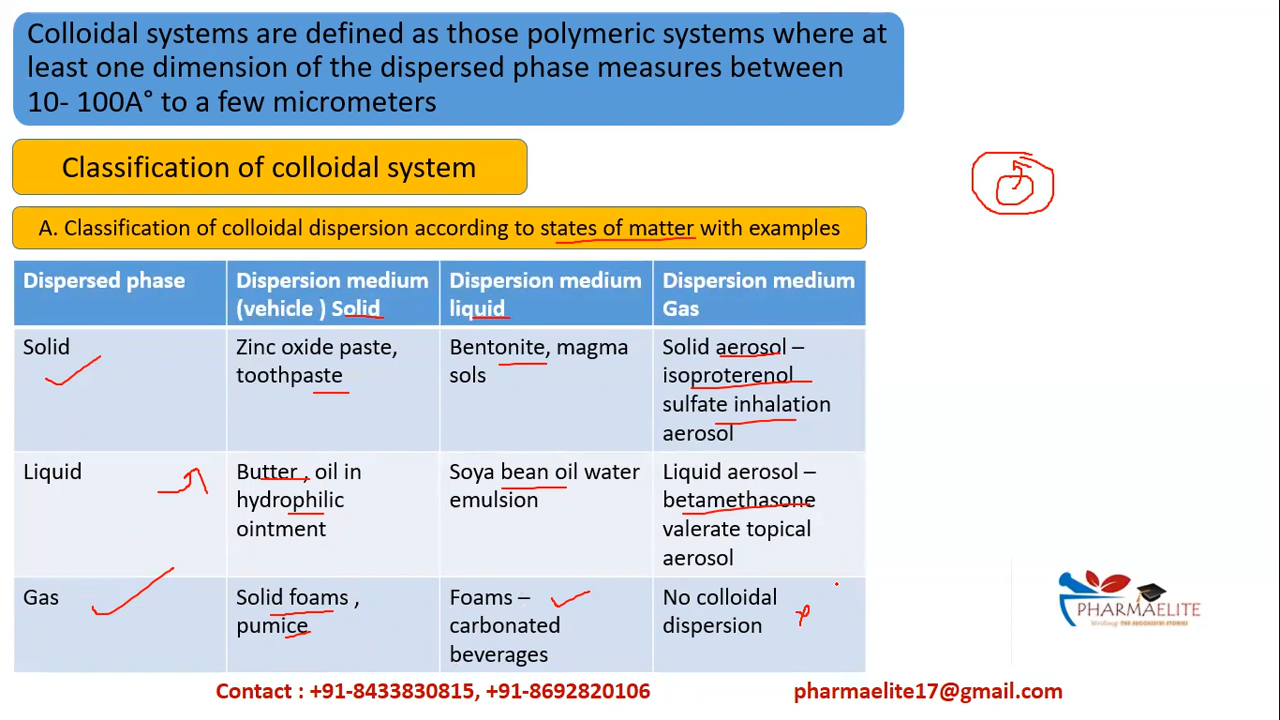 Colloidal systems are defined as those polymeric systems where at
least one dimension of the dispersed phase measures between
10- 100A° to a few micrometers
Classification of colloidal system
A. Classification of colloidal dispersion according to states of matter with examples
Dispersed phase
Dispersion medium
(vehicle ) Solid
Dispersion medium
liquid
Dispersion medium
Gas
Solid
Zinc oxide paste,
toothpaste
Bentonite, magma
sols
Solid aerosol –
isoproterenol
sulfate inhalation
aerosol
Liquid
Butter , oil in
hydrophilic
ointment
Soya bean oil water
emulsion
Liquid aerosol –
betamethasone
valerate topical
aerosol
Gas
Solid foams ,
pumice
Foams –
carbonated
beverages
No colloidal
dispersion
PHARMAELITE
Writing THE SUCCESSFUL STORIES
Contact : +91-8433830815, +91-8692820106
pharmaelite17@gmail.com